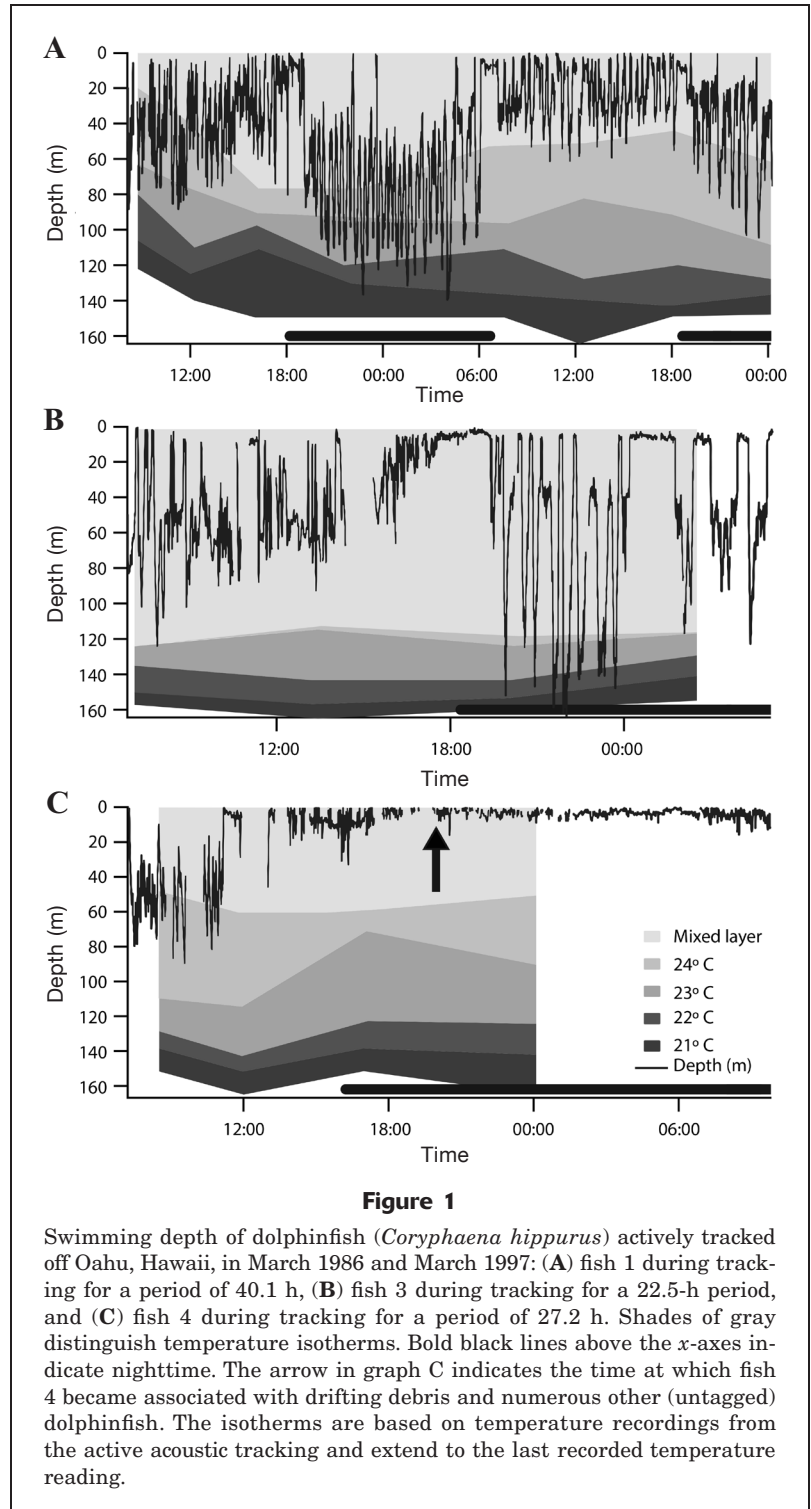 A
0
20
40
60
80
100
120
140
160
Depth (m)
12:00 18:00 00:00 06:00 12:00 18:00 00:00
Time
B
0
20
40
60
80
100
120
140
160
Depth (m)
12:00 18:00 00:00
Time
C
0
20
40
60
80
100
120
140
160
Depth (m)
Mixed layer
24º C
23º C
22º C
21º C
Depth (m)
12:00 18:00 00:00 06:00
Time
Figure 1
Swimming depth of dolphinfish (Coryphaena hippurus) actively tracked
off Oahu, Hawaii, in March 1986 and March 1997: (A) fish 1 during track-
ing for a period of 40.1 h, (B) fish 3 during tracking for a 22.5-h period,
and (C) fish 4 during tracking for a period of 27.2 h. Shades of gray
distinguish temperature isotherms. Bold black lines above the x-axes in-
dicate nighttime. The arrow in graph C indicates the time at which fish
4 became associated with drifting debris and numerous other (untagged)
dolphinfish. The isotherms are based on temperature recordings from
the active acoustic tracking and extend to the last recorded temperature
reading.